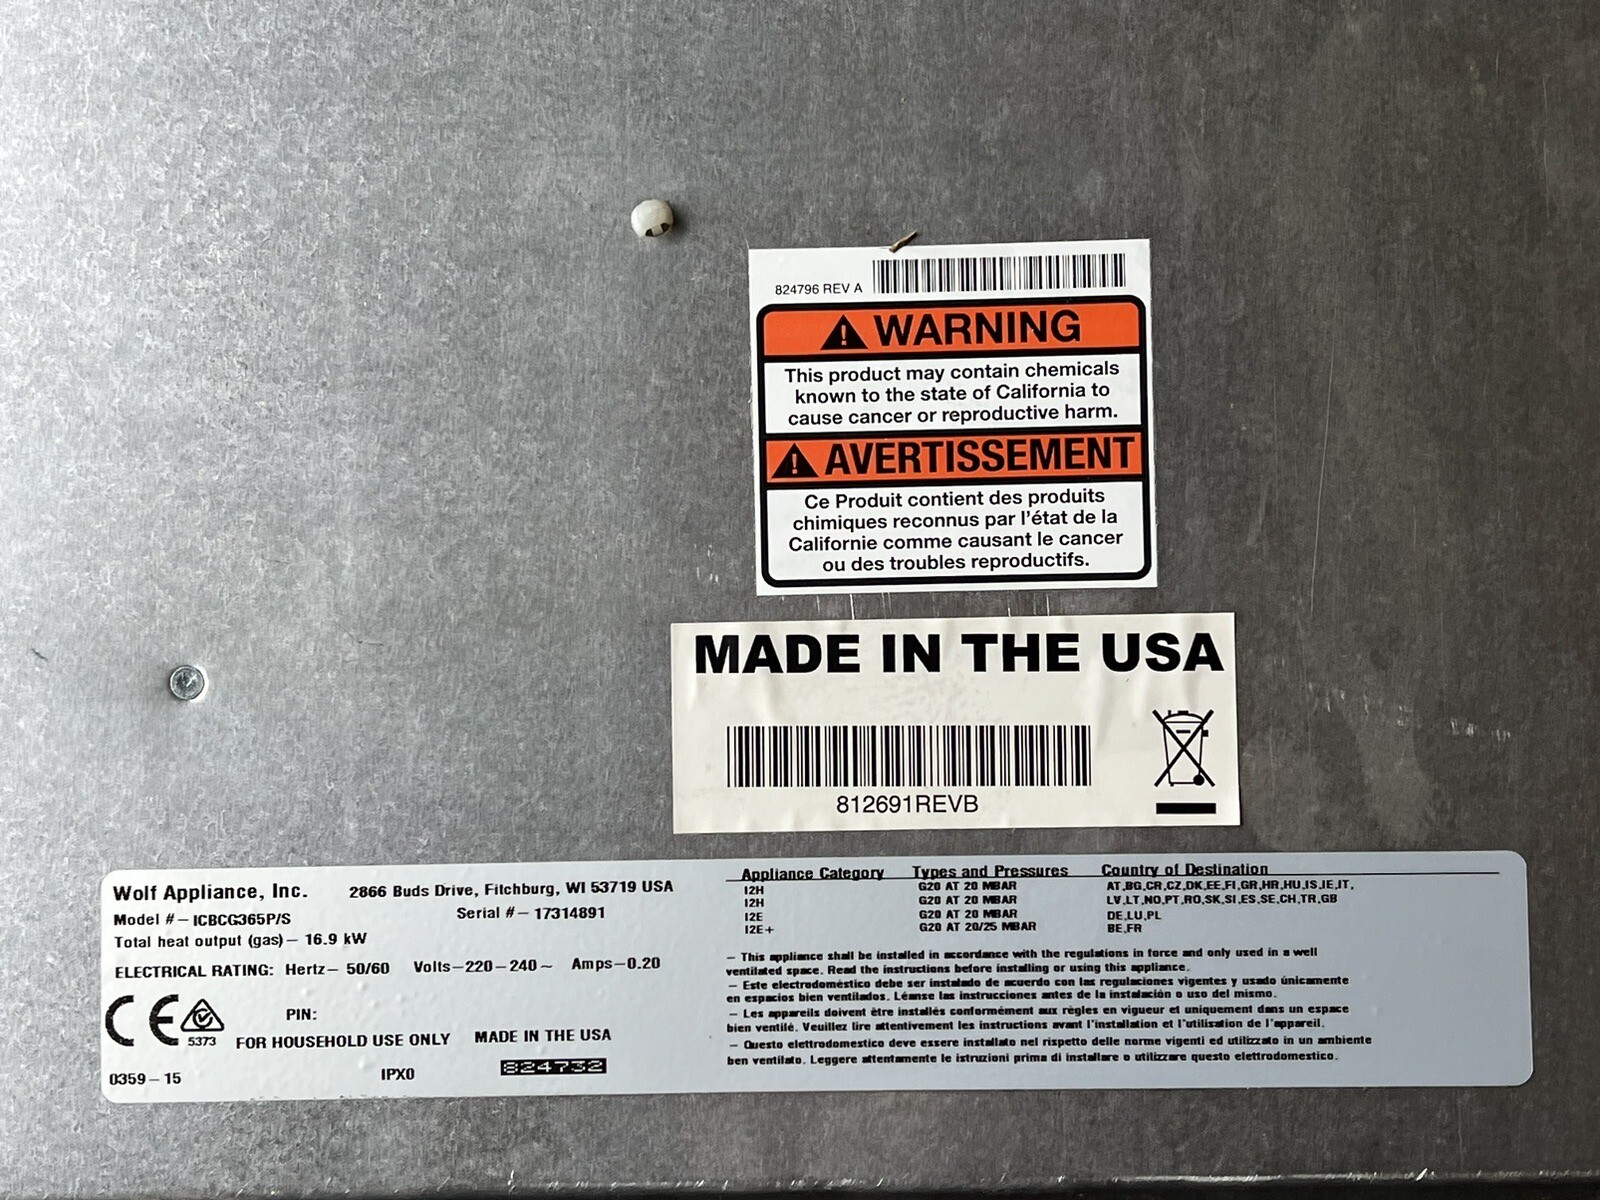 824796 REV A
WARNING
This product may contain chemicals
known to the state of California to
cause cancer or reproductive harm.
AVERTISSEMENT
Ce Produit contient des produits
chimiques reconnus par l'état de la
Californie comme causant le cancer
ou des troubles reproductifs.
MADE IN THE USA
812691REVB
Wolf Appliance, Inc. 2866 Buds Drive, Fitchburg, WI 53719 USA
Model #– ICBCG365P/S Serial #– 17314891
Total heat output (gas)– 16.9 kW
ELECTRICAL RATING: Hertz– 50/60 Volts–220–240~ Amps–0.20
CE
5373
PIN:
FOR HOUSEHOLD USE ONLY MADE IN THE USA
0359–15 IPX0 824732
Appliance Category Types and Pressures Country of Destination
I2H G20 AT 20 MBAR AT,BG,CR,CZ,DK,EE,FI,GR,HR,HU,IS,IE,IT,
I2H G20 AT 20 MBAR LV,LT,NO,PT,RO,SK,SI,ES,SE,CH,TR,GB
I2E G20 AT 20 MBAR DE,LU,PL
I2E+ G20 AT 20/25 MBAR BE,FR
– This appliance shall be installed in accordance with the regulations in force and only used in a well
ventilated space. Read the instructions before installing or using this appliance.
– Este electrodoméstico debe ser instalado de acuerdo con las regulaciones vigentes y usado únicamente
en espacios bien ventilados. Léanse las instrucciones antes de la instalación o uso del mismo.
– Les appareils doivent être installés conformément aux règles en vigueur et uniquement dans un espace
bien ventilé. Veuillez lire attentivement les instructions avant l'installation et l'utilisation de l'appareil.
– Questo elettrodomestico deve essere installato nel rispetto delle norme vigenti ed utilizzato in un ambiente
ben ventilato. Leggere attentamente le istruzioni prima di installare o utilizzare questo elettrodomestico.